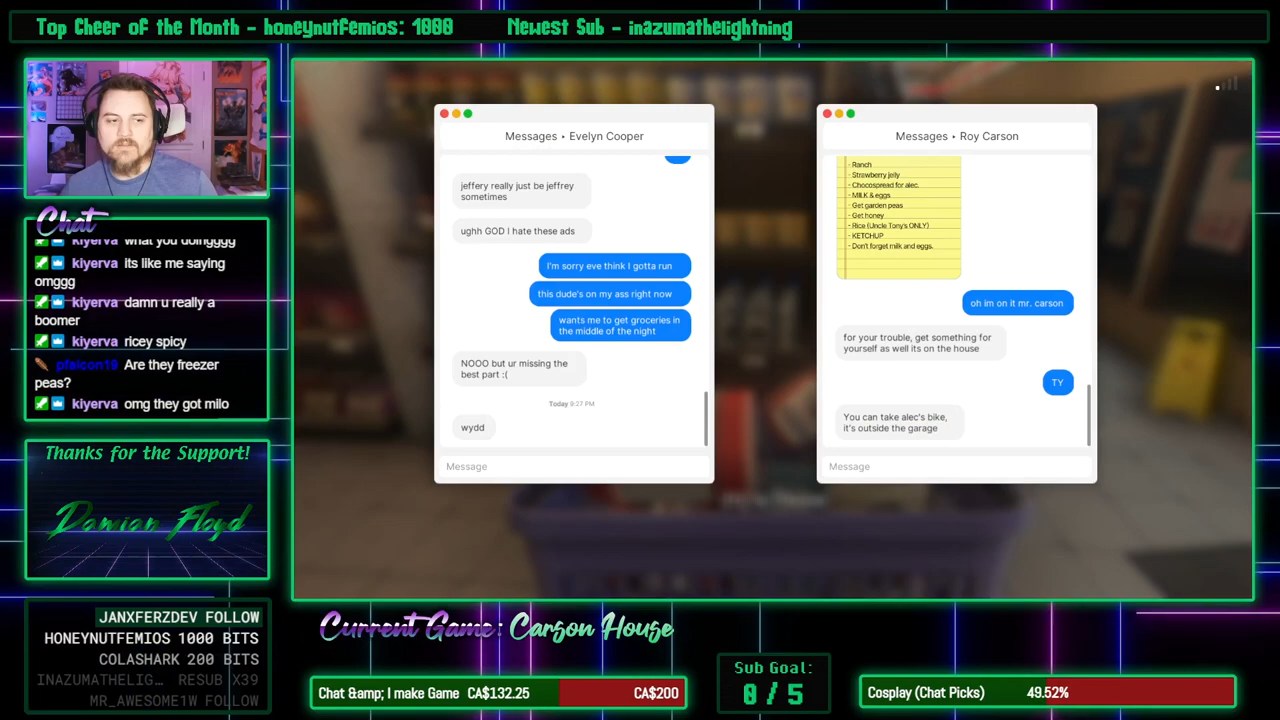 Top Cheer of the Month - honeynutfemios: 1000
Newest Sub - inazumathelightning
Chat
kiyerva what you doingggg
kiyerva its like me saying
omggg
kiyerva damn u really a
boomer
kiyerva ricey spicy
pfalcon19 Are they freezer
peas?
kiyerva omg they got milo
Thanks for the Support!
Damian Floyd
JANXFERZDEV FOLLOW
HONEYNUTFEMIOS 1000 BITS
COLASHARK 200 BITS
INAZUMATHELIG… RESUB X39
MR_AWESOME1W FOLLOW
Messages ‣ Evelyn Cooper
jeffery really just be jeffrey
sometimes
ughh GOD I hate these ads
I'm sorry eve think I gotta run
this dude's on my ass right now
wants me to get groceries in
the middle of the night
NOOO but ur missing the
best part :(
Today 9:27 PM
wydd
Message
Messages ‣ Roy Carson
- Ranch
- Strawberry jelly
- Chocospread for alec.
- MILK & eggs
- Get garden peas
- Get honey
- Rice (Uncle Tony's ONLY)
- KETCHUP
- Don't forget milk and eggs.
oh im on it mr. carson
for your trouble, get something for
yourself as well its on the house
TY
You can take alec's bike,
it's outside the garage
Message
Current Game: Carson House
Chat &amp; I make Game CA$132.25 CA$200
Sub Goal:
0 / 5
Cosplay (Chat Picks) 49.52%